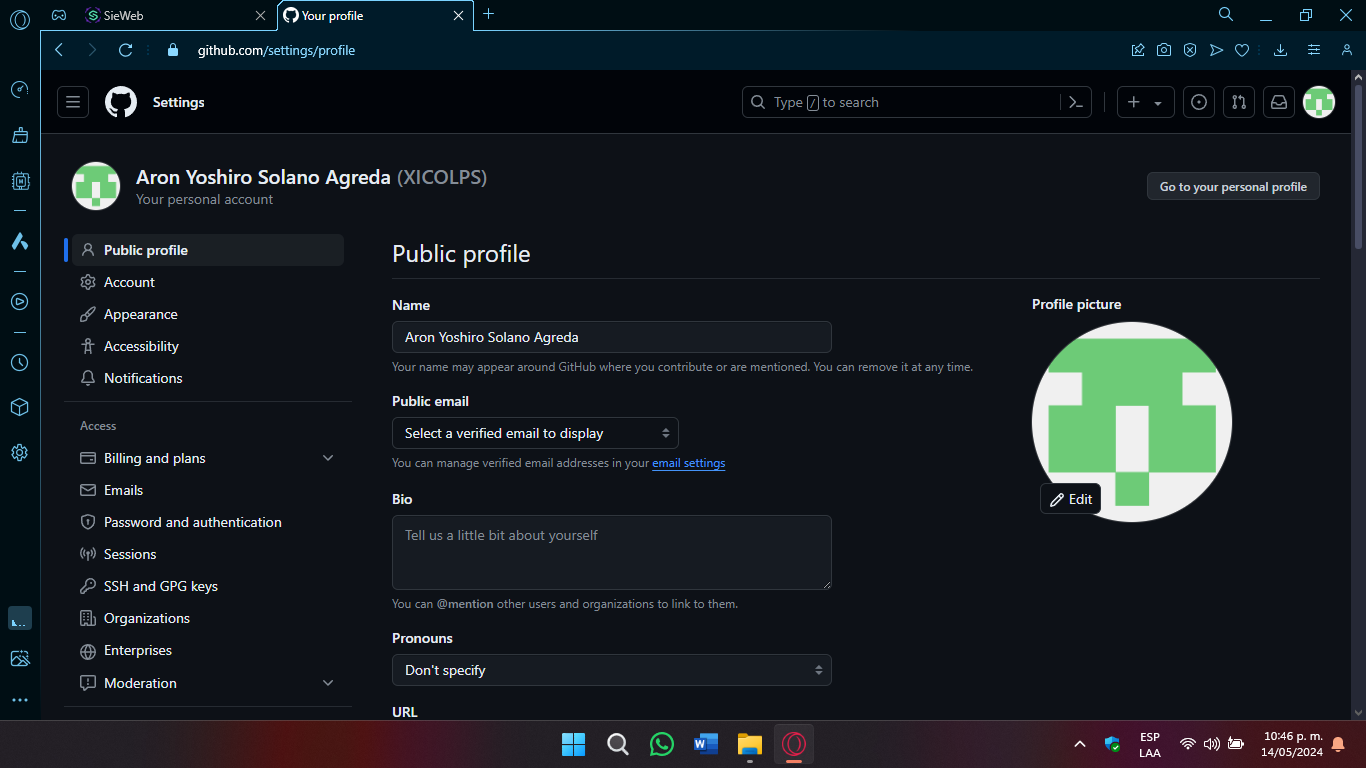 SieWeb
Your profile
github.com/settings/profile
Settings
Type / to search
Aron Yoshiro Solano Agreda (XICOLPS)
Your personal account
Go to your personal profile
Public profile
Account
Appearance
Accessibility
Notifications
Access
Billing and plans
Emails
Password and authentication
Sessions
SSH and GPG keys
Organizations
Enterprises
Moderation
Public profile
Name
Aron Yoshiro Solano Agreda
Your name may appear around GitHub where you contribute or are mentioned. You can remove it at any time.
Public email
Select a verified email to display
You can manage verified email addresses in your email settings
Bio
Tell us a little bit about yourself
You can @mention other users and organizations to link to them.
Pronouns
Don't specify
URL
Profile picture
Edit
ESP
LAA
10:46 p. m.
14/05/2024